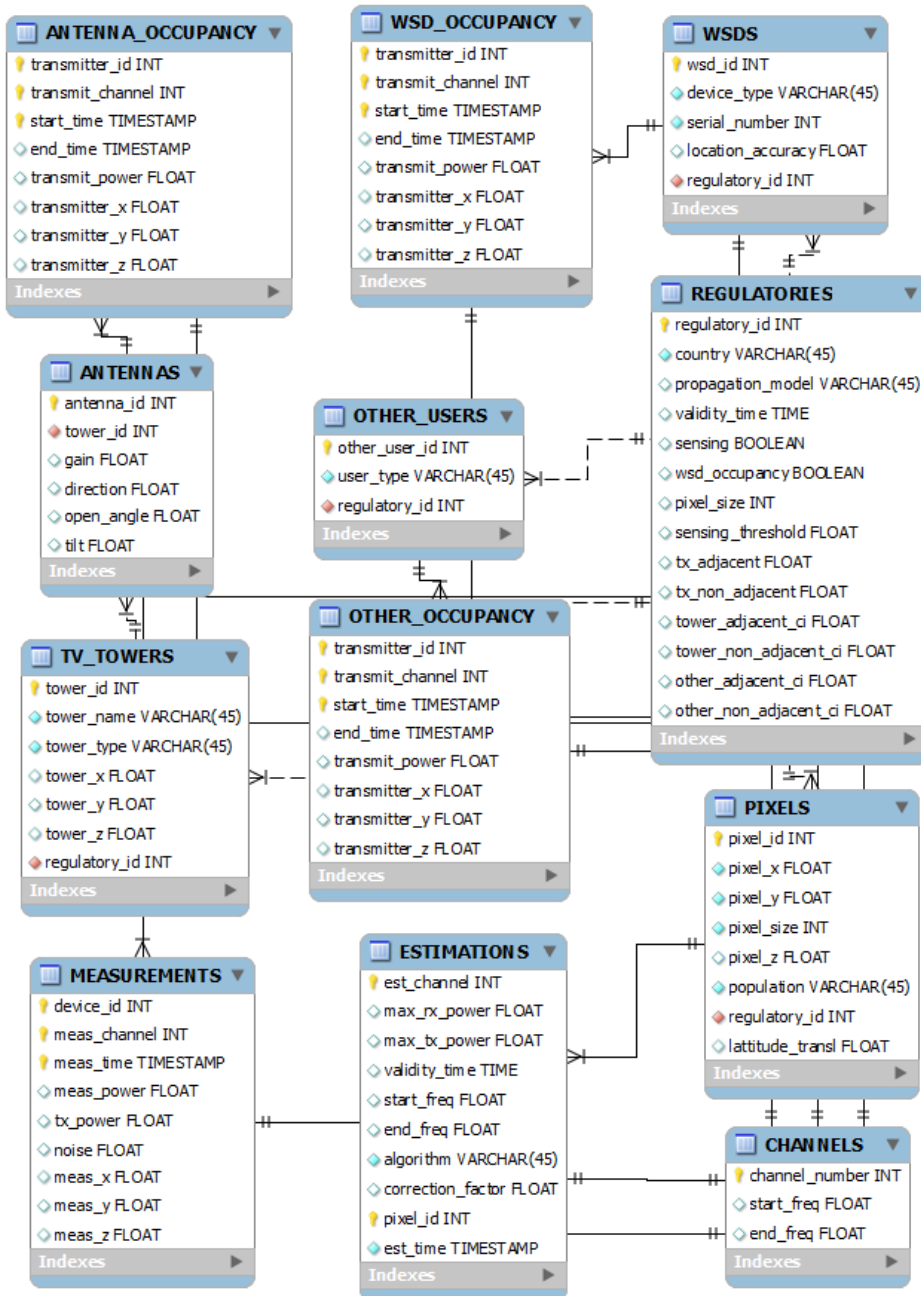 ANTENNA_OCCUPANCY
transmitter_id INT
transmit_channel INT
start_time TIMESTAMP
end_time TIMESTAMP
transmit_power FLOAT
transmitter_x FLOAT
transmitter_y FLOAT
transmitter_z FLOAT
Indexes
WSD_OCCUPANCY
transmitter_id INT
transmit_channel INT
start_time TIMESTAMP
end_time TIMESTAMP
transmit_power FLOAT
transmitter_x FLOAT
transmitter_y FLOAT
transmitter_z FLOAT
Indexes
WSDS
wsd_id INT
device_type VARCHAR(45)
serial_number INT
location_accuracy FLOAT
regulatory_id INT
Indexes
REGULATORIES
regulatory_id INT
country VARCHAR(45)
propagation_model VARCHAR(45)
validity_time TIME
sensing BOOLEAN
wsd_occupancy BOOLEAN
pixel_size INT
sensing_threshold FLOAT
tx_adjacent FLOAT
tx_non_adjacent FLOAT
tower_adjacent_ci FLOAT
tower_non_adjacent_ci FLOAT
other_adjacent_ci FLOAT
other_non_adjacent_ci FLOAT
Indexes
ANTENNAS
antenna_id INT
tower_id INT
gain FLOAT
direction FLOAT
open_angle FLOAT
tilt FLOAT
Indexes
OTHER_USERS
other_user_id INT
user_type VARCHAR(45)
regulatory_id INT
Indexes
OTHER_OCCUPANCY
transmitter_id INT
transmit_channel INT
start_time TIMESTAMP
end_time TIMESTAMP
transmit_power FLOAT
transmitter_x FLOAT
transmitter_y FLOAT
transmitter_z FLOAT
Indexes
TV_TOWERS
tower_id INT
tower_name VARCHAR(45)
tower_type VARCHAR(45)
tower_x FLOAT
tower_y FLOAT
tower_z FLOAT
regulatory_id INT
Indexes
PIXELS
pixel_id INT
pixel_x FLOAT
pixel_y FLOAT
pixel_size INT
pixel_z FLOAT
population VARCHAR(45)
regulatory_id INT
lattitude_transl FLOAT
Indexes
MEASUREMENTS
device_id INT
meas_channel INT
meas_time TIMESTAMP
meas_power FLOAT
tx_power FLOAT
noise FLOAT
meas_x FLOAT
meas_y FLOAT
meas_z FLOAT
Indexes
ESTIMATIONS
est_channel INT
max_rx_power FLOAT
max_tx_power FLOAT
validity_time TIME
start_freq FLOAT
end_freq FLOAT
algorithm VARCHAR(45)
correction_factor FLOAT
pixel_id INT
est_time TIMESTAMP
Indexes
CHANNELS
channel_number INT
start_freq FLOAT
end_freq FLOAT
Indexes